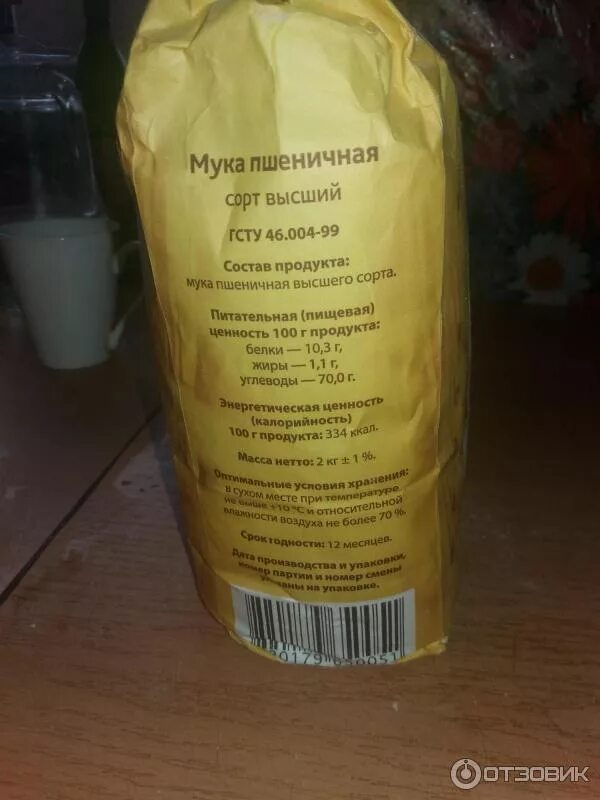 Мука пшеничная
сорт высший
ГСТУ 46.004-99
Состав продукта:
мука пшеничная высшего сорта.
Питательная (пищевая)
ценность 100 г продукта:
белки — 10,3 г,
жиры — 1,1 г,
углеводы — 70,0 г.
Энергетическая ценность
(калорийность)
100 г продукта: 334 ккал.
Масса нетто: 2 кг ± 1 %.
Оптимальные условия хранения:
в сухом месте при температуре
не выше +10 °С и относительной
влажности воздуха не более 70 %.
Срок годности: 12 месяцев.
Дата производства и упаковки,
номер партии и номер смены
указаны на упаковке.
ОТЗОВИК